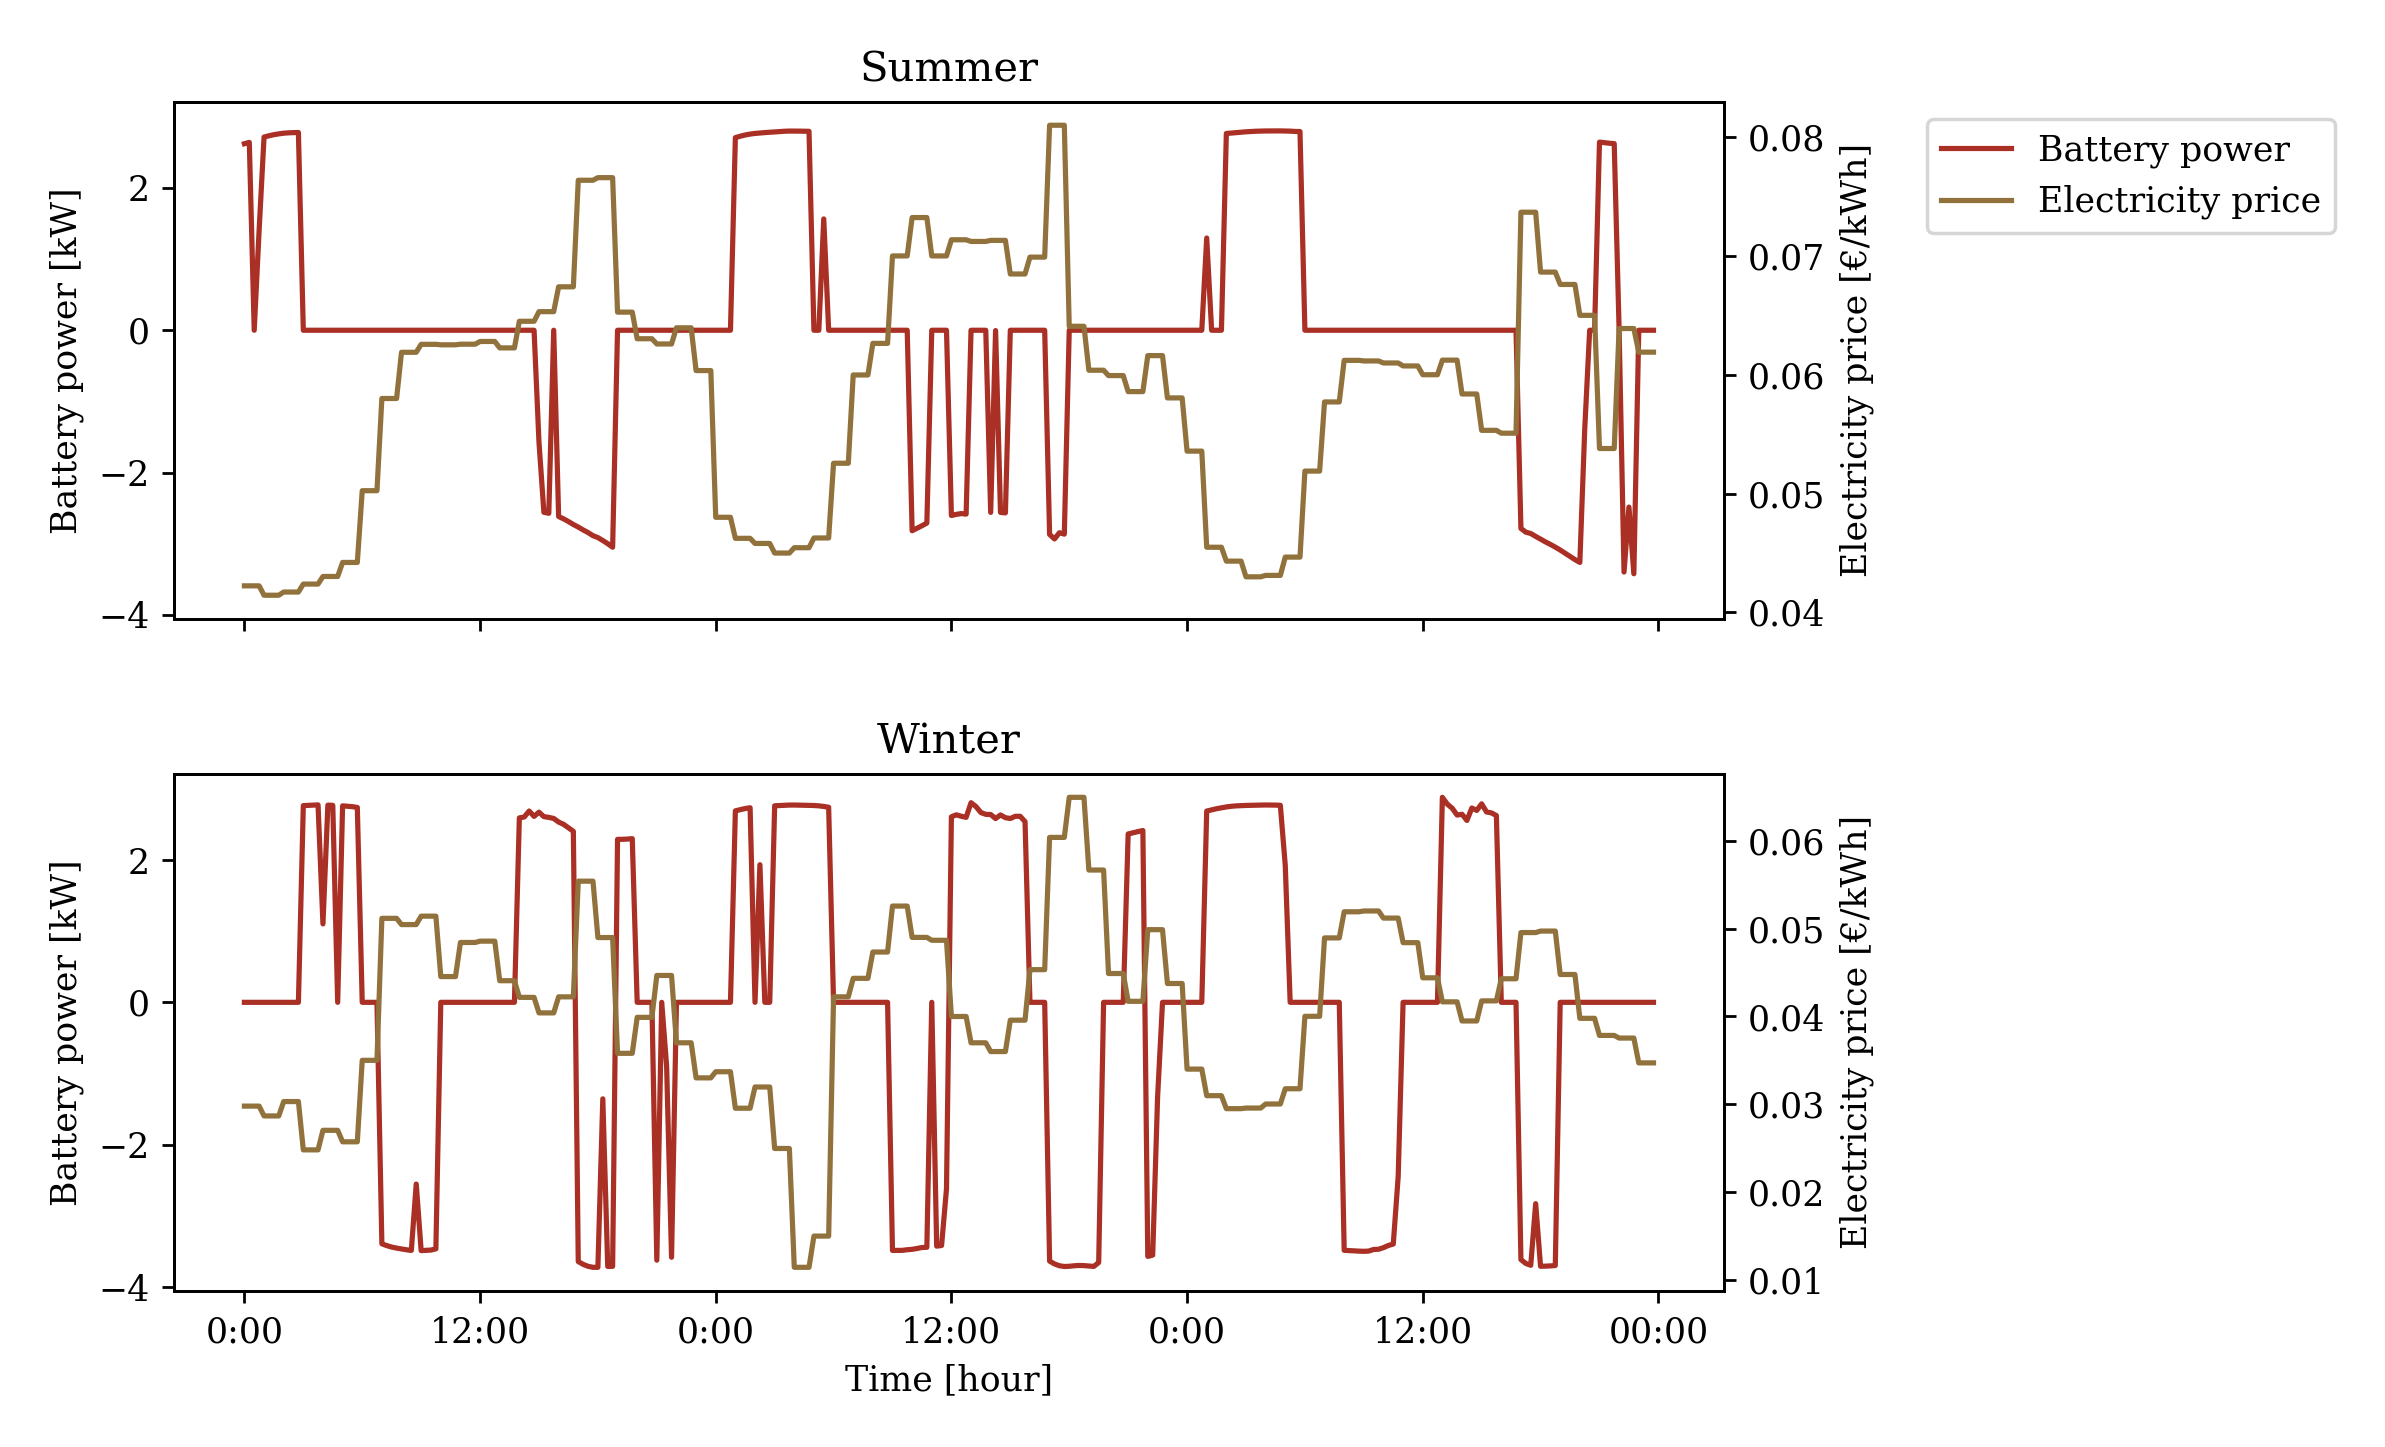 Summer
Battery power [kW]
2
0
−2
−4
0.08
0.07
0.06
0.05
0.04
Electricity price [€/kWh]
Battery power
Electricity price
Winter
Battery power [kW]
2
0
−2
−4
0.06
0.05
0.04
0.03
0.02
0.01
Electricity price [€/kWh]
0:00 12:00 0:00 12:00 0:00 12:00 00:00
Time [hour]